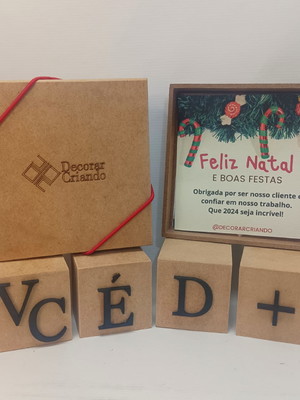 Decorar
Criando
Feliz Natal
E BOAS FESTAS
Obrigada por ser nosso cliente e
confiar em nosso trabalho.
Que 2024 seja incrível!
@DECORARCRIANDO
VC É D +